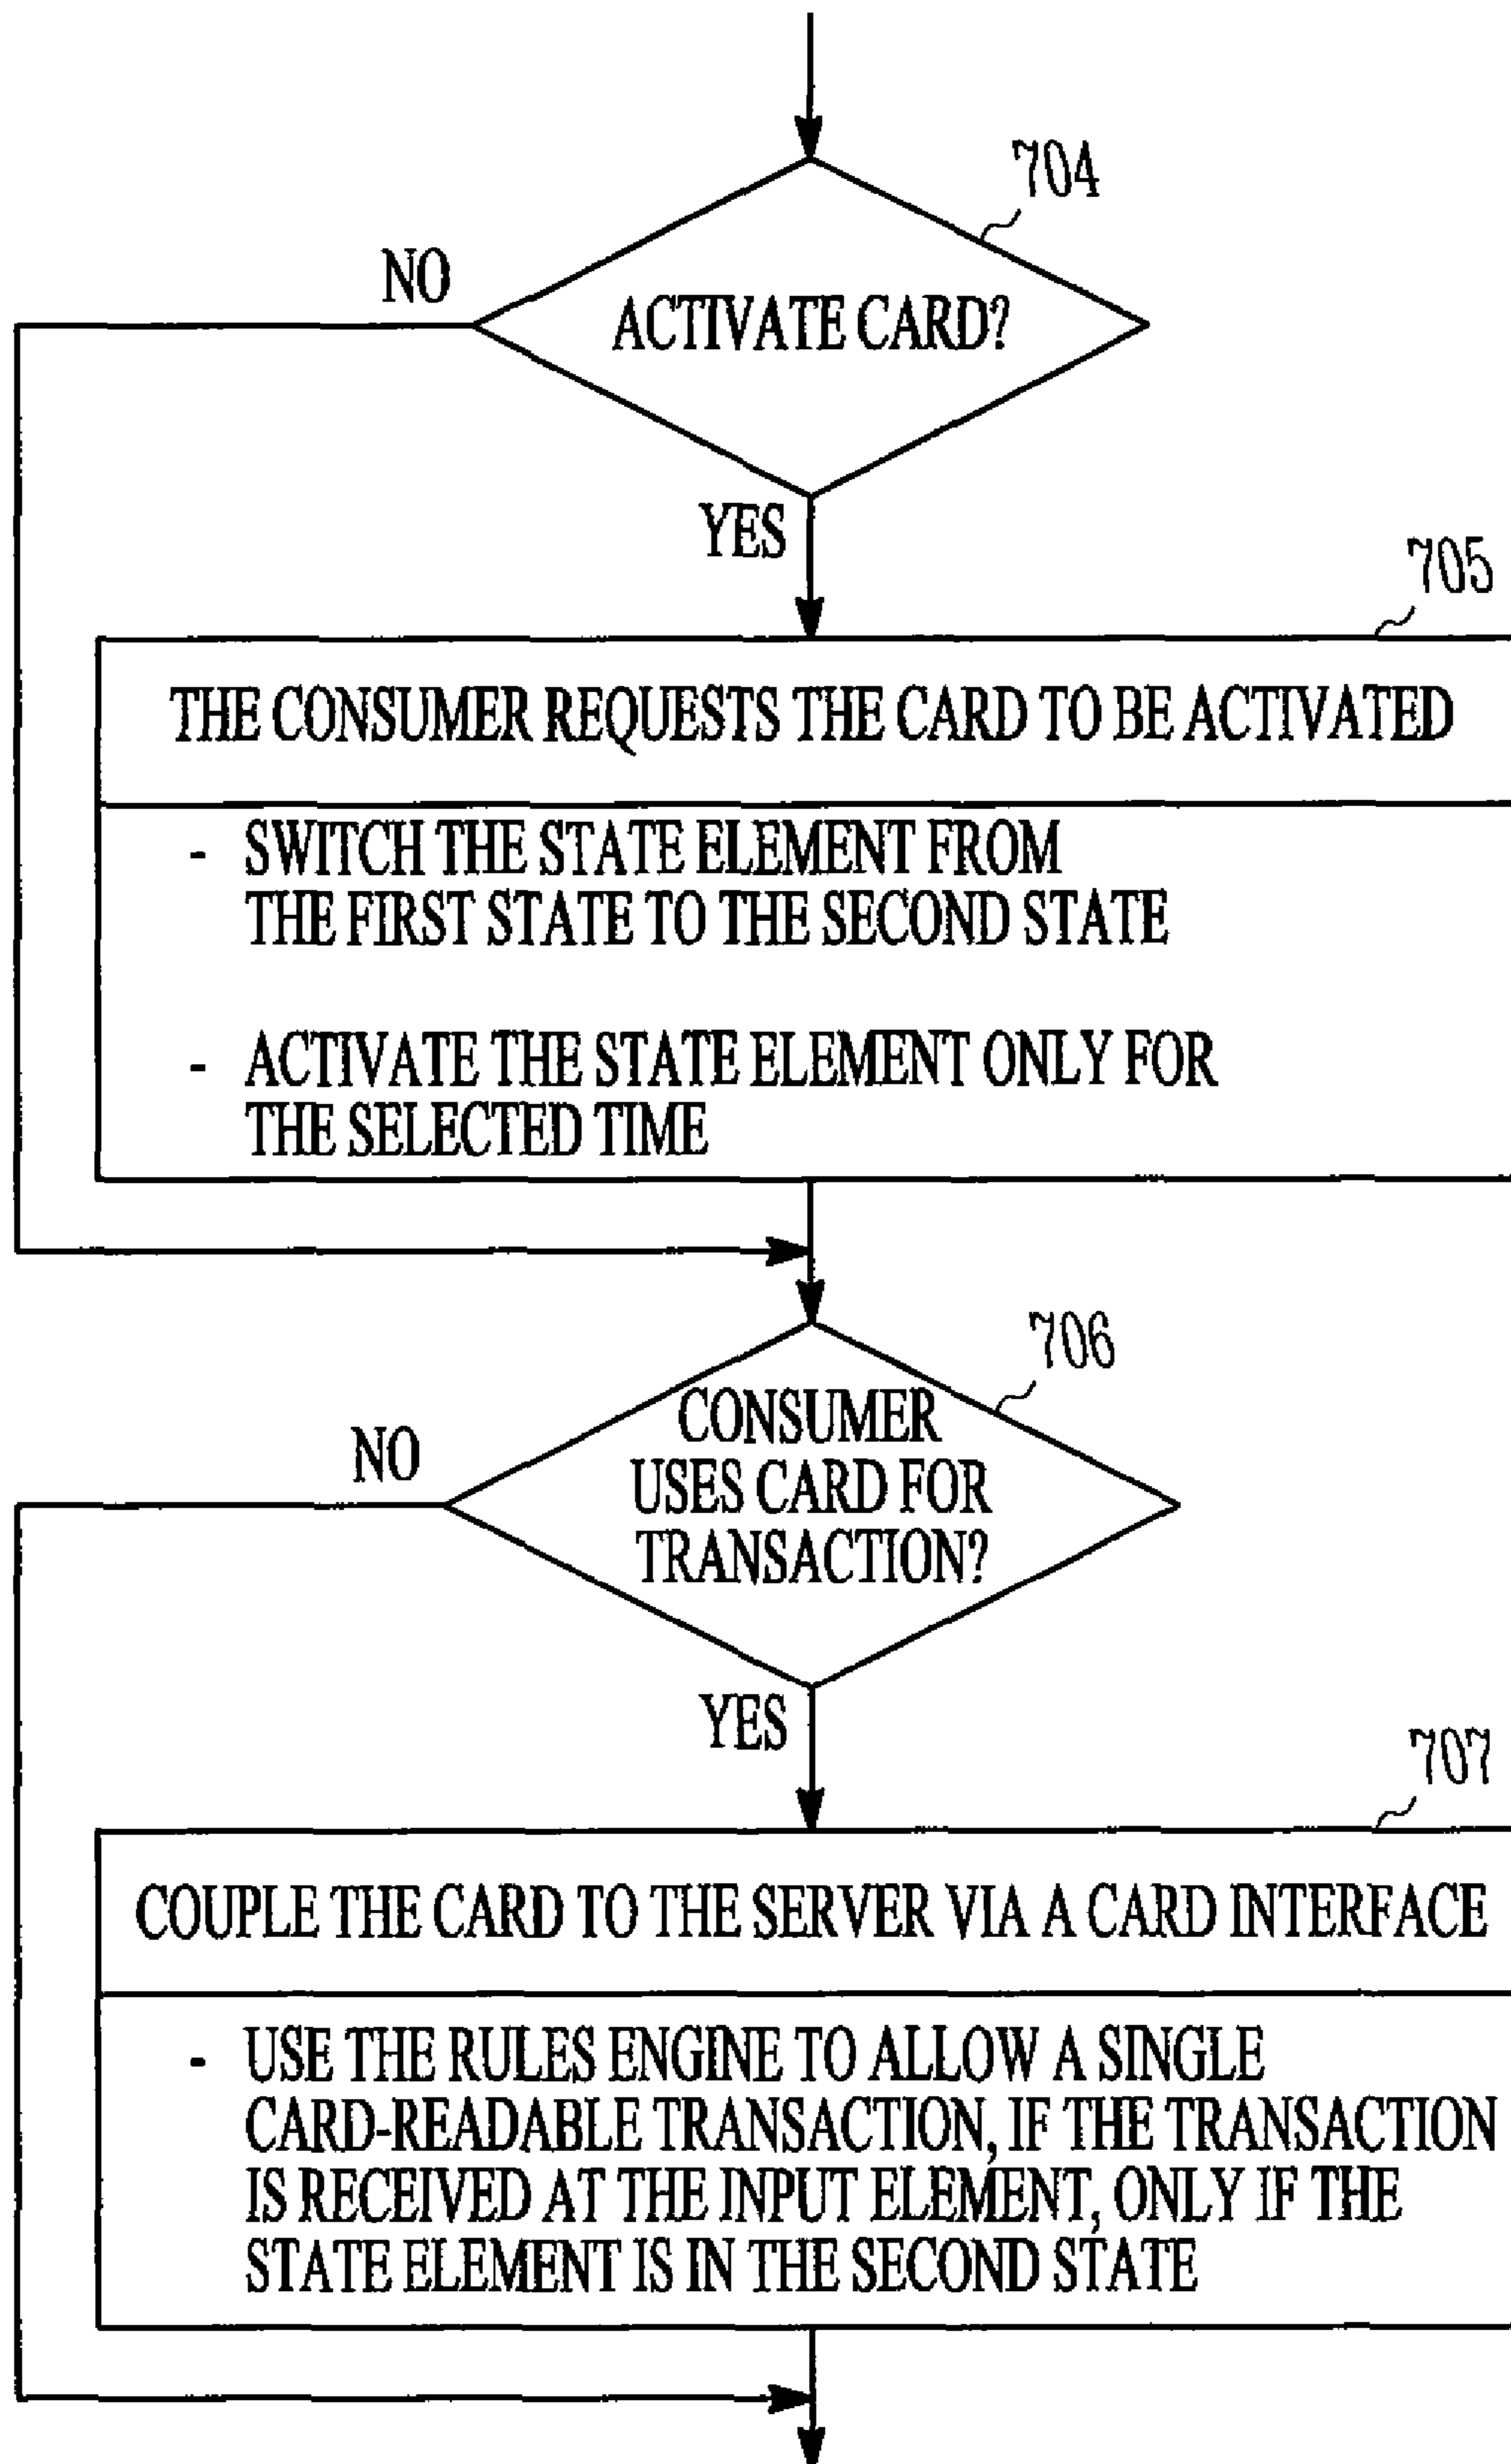 704
NO
ACTIVATE CARD?
YES
705
THE CONSUMER REQUESTS THE CARD TO BE ACTIVATED
- SWITCH THE STATE ELEMENT FROM
THE FIRST STATE TO THE SECOND STATE
- ACTIVATE THE STATE ELEMENT ONLY FOR
THE SELECTED TIME
706
NO
CONSUMER
USES CARD FOR
TRANSACTION?
YES
707
COUPLE THE CARD TO THE SERVER VIA A CARD INTERFACE
- USE THE RULES ENGINE TO ALLOW A SINGLE
CARD-READABLE TRANSACTION, IF THE TRANSACTION
IS RECEIVED AT THE INPUT ELEMENT, ONLY IF THE
STATE ELEMENT IS IN THE SECOND STATE